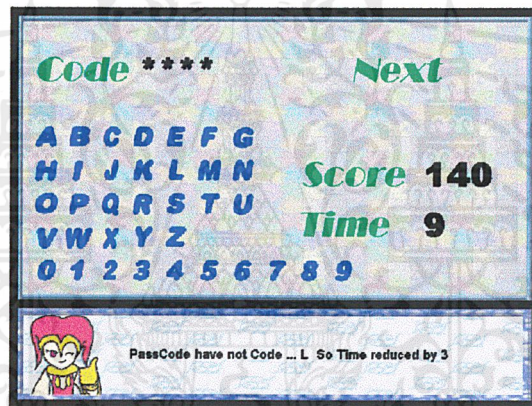 Code ****
Next
A B C D E F G
H I J K L M N
O P Q R S T U
V W X Y Z
0 1 2 3 4 5 6 7 8 9
Score 140
Time 9
PassCode have not Code ... L So Time reduced by 3